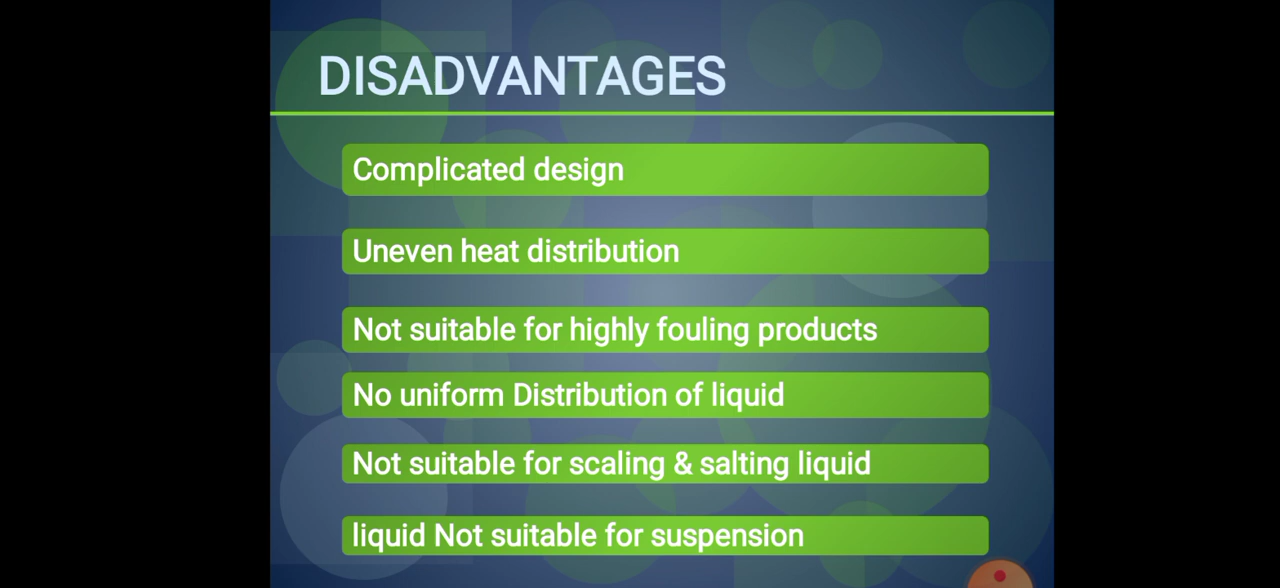 DISADVANTAGES
Complicated design
Uneven heat distribution
Not suitable for highly fouling products
No uniform Distribution of liquid
Not suitable for scaling & salting liquid
liquid Not suitable for suspension